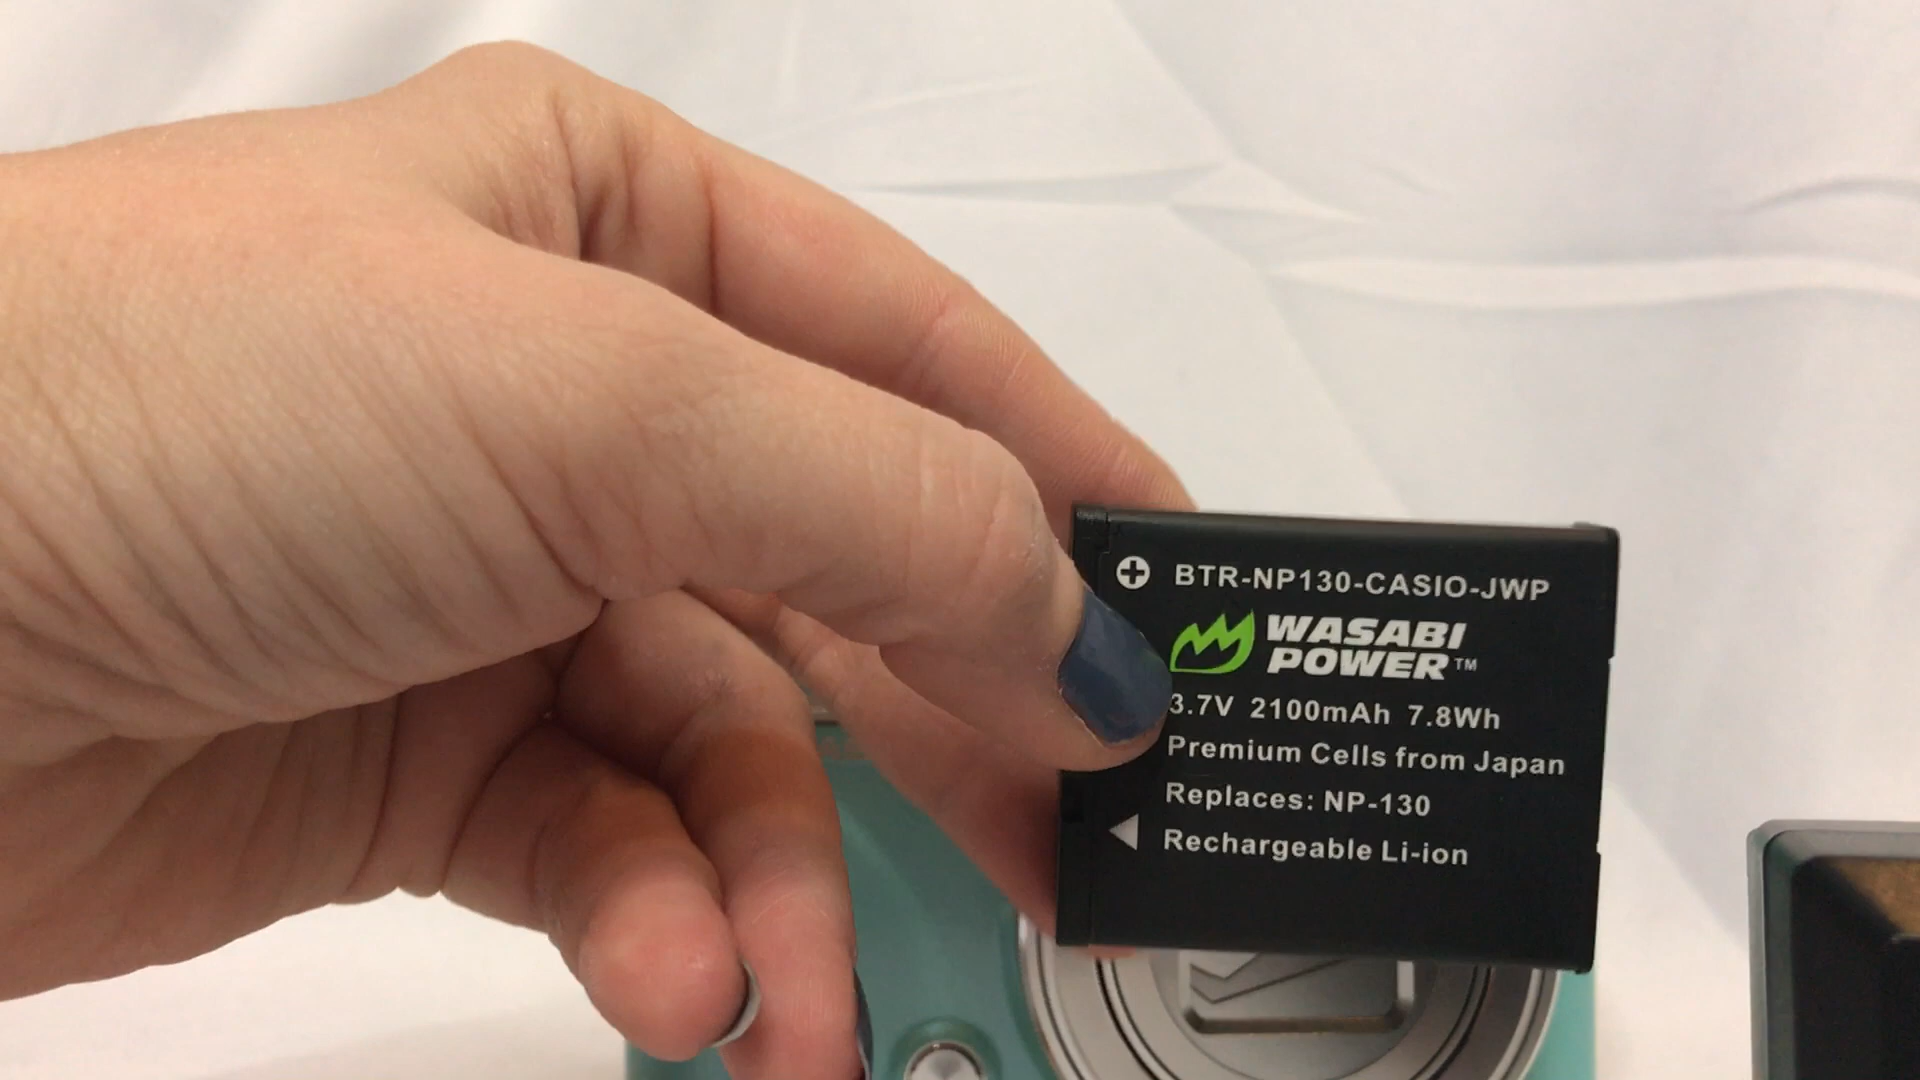 BTR-NP130-CASIO-JWP
WASABI
POWER™
3.7V 2100mAh 7.8Wh
Premium Cells from Japan
Replaces: NP-130
Rechargeable Li-ion